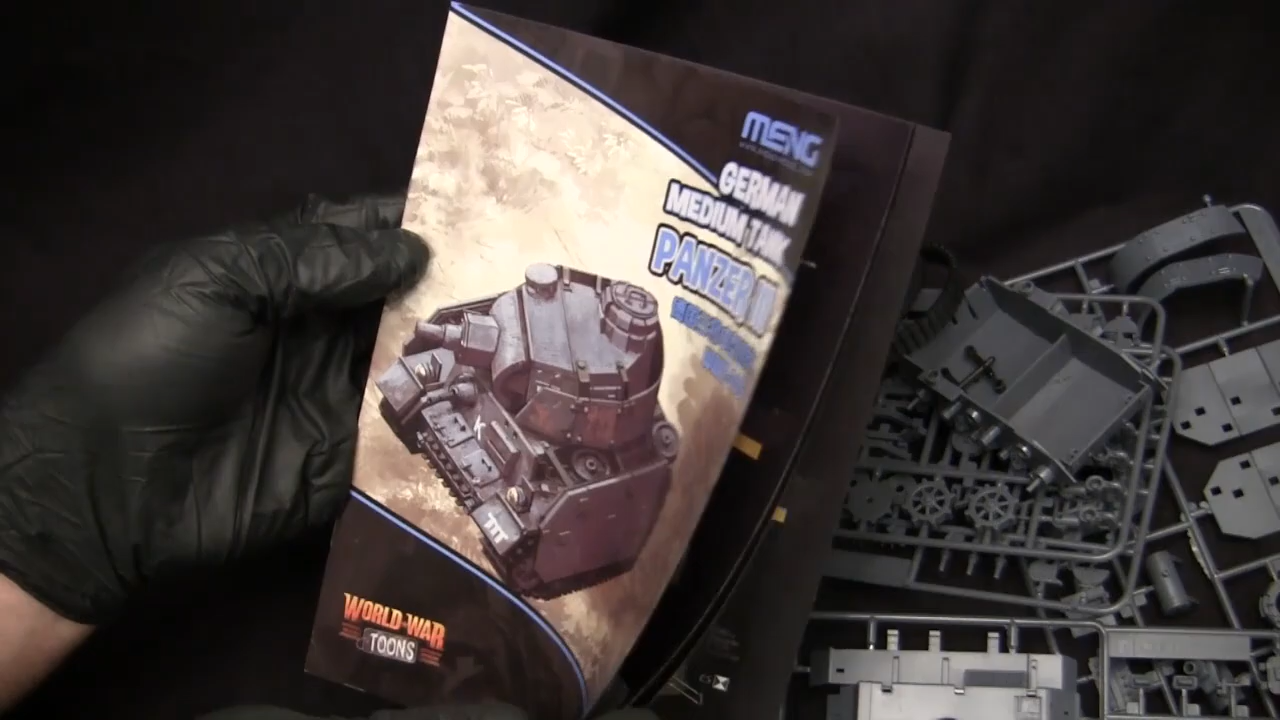 MENG
GERMAN
MEDIUM TANK
PANZER III
K
WORLD WAR
TOONS